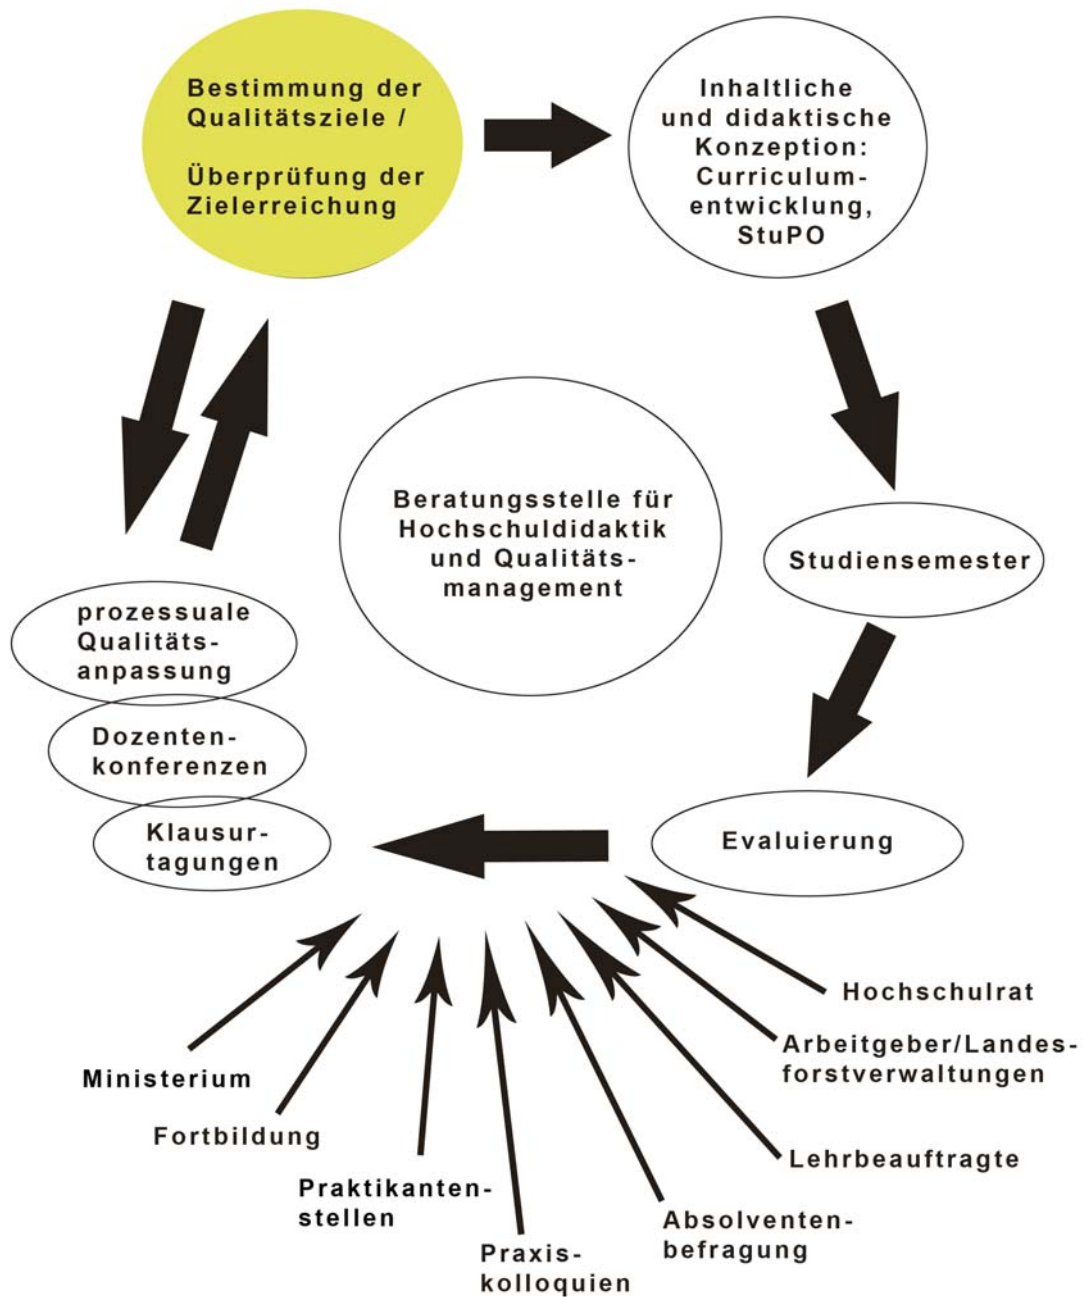 Bestimmung der
Qualitätsziele /
Überprüfung der
Zielerreichung
Inhaltliche
und didaktische
Konzeption:
Curriculum-
entwicklung,
StuPO
Beratungsstelle für
Hochschuldidaktik
und Qualitäts-
management
Studiensemester
prozessuale
Qualitäts-
anpassung
Dozenten-
konferenzen
Klausur-
tagungen
Evaluierung
Hochschulrat
Arbeitgeber/Landes-
forstverwaltungen
Ministerium
Fortbildung
Lehrbeauftragte
Praktikanten-
stellen
Absolventen-
befragung
Praxis-
kolloquien